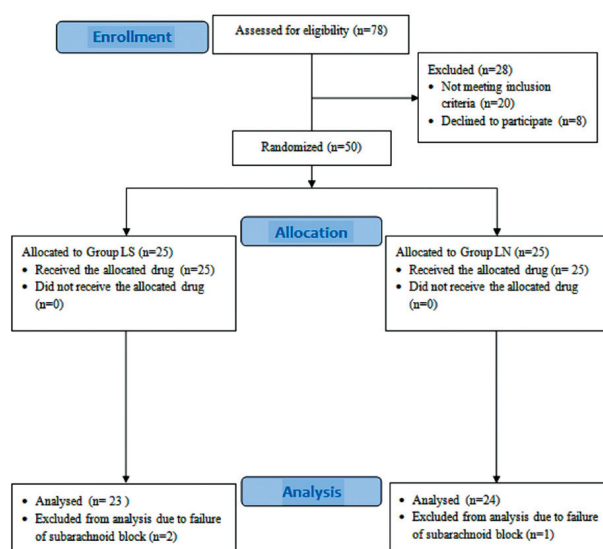 Enrollment
Assessed for eligibility (n=78)
Excluded (n=28)
• Not meeting inclusion
criteria (n=20)
• Declined to participate (n=8)
Randomized (n=50)
Allocation
Allocated to Group LS (n=25)
• Received the allocated drug (n=25)
• Did not receive the allocated drug
(n=0)
Allocated to Group LN (n=25)
• Received the allocated drug (n= 25)
• Did not receive the allocated drug
(n=0)
Analysis
• Analysed (n= 23 )
• Excluded from analysis due to failure
of subarachnoid block (n=2)
• Analysed (n=24)
• Excluded from analysis due to failure
of subarachnoid block (n=1)